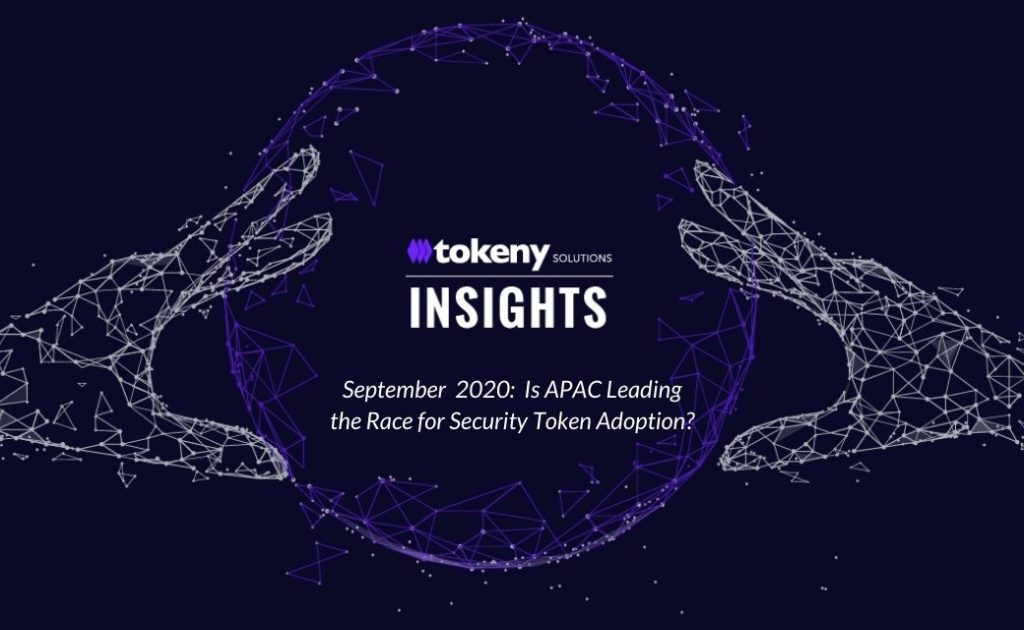 tokeny SOLUTIONS
INSIGHTS
September 2020: Is APAC Leading
the Race for Security Token Adoption?